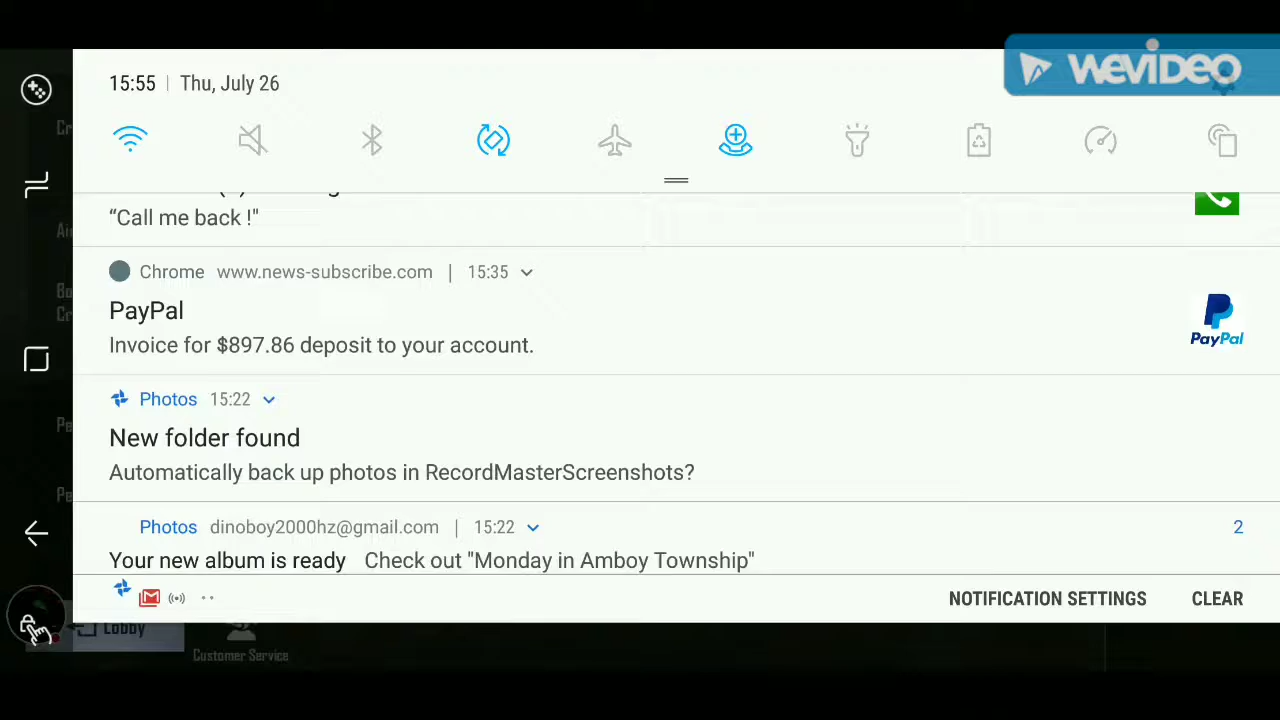 WEVIDEO
15:55 | Thu, July 26
“Call me back !"
Chrome www.news-subscribe.com | 15:35
PayPal
Invoice for $897.86 deposit to your account.
PayPal
Photos 15:22
New folder found
Automatically back up photos in RecordMasterScreenshots?
Photos dinoboy2000hz@gmail.com | 15:22
2
Your new album is ready Check out "Monday in Amboy Township"
NOTIFICATION SETTINGS CLEAR
Lobby
Customer Service